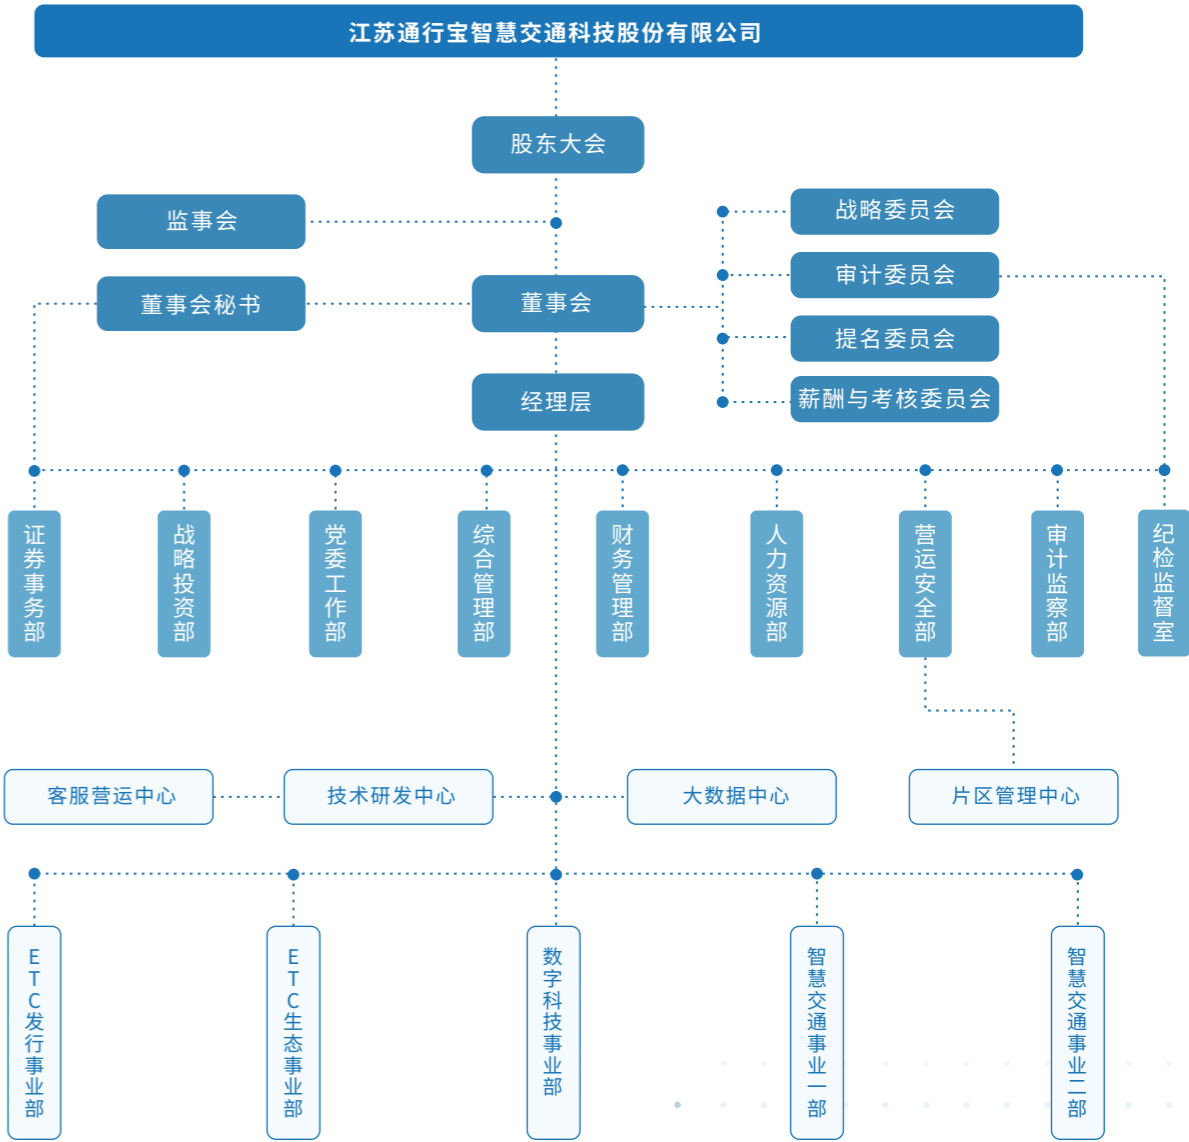 江苏通行宝智慧交通科技股份有限公司
股东大会
监事会
战略委员会
审计委员会
董事会秘书
董事会
提名委员会
经理层
薪酬与考核委员会
证券事务部
战略投资部
党委工作部
综合管理部
财务管理部
人力资源部
营运安全部
审计监察部
纪检监督室
客服营运中心
技术研发中心
大数据中心
片区管理中心
ETC发行事业部
ETC生态事业部
数字科技事业部
智慧交通事业一部
智慧交通事业二部